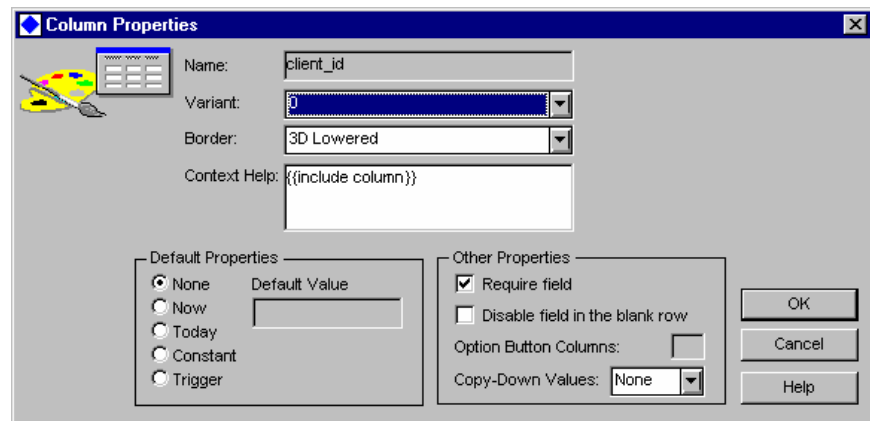 Column Properties
Name: client_id
Variant: 0
Border: 3D Lowered
Context Help: {{include column}}
Default Properties
None Default Value
Now
Today
Constant
Trigger
Other Properties
Require field
Disable field in the blank row
Option Button Columns:
Copy-Down Values: None
OK
Cancel
Help